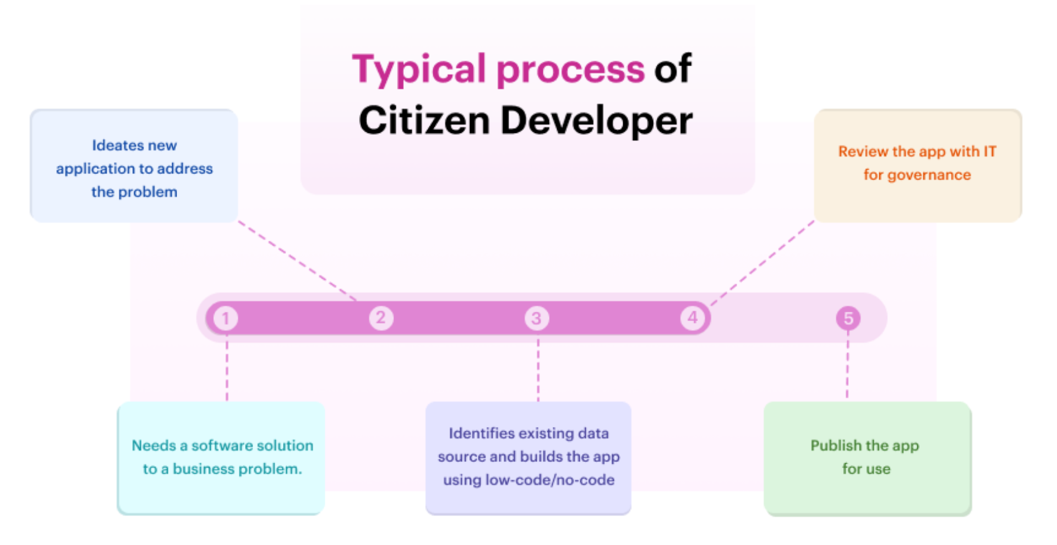 Typical process of
Citizen Developer
Ideates new
application to address
the problem
Review the app with IT
for governance
1
2
3
4
5
Needs a software solution
to a business problem.
Identifies existing data
source and builds the app
using low-code/no-code
Publish the app
for use